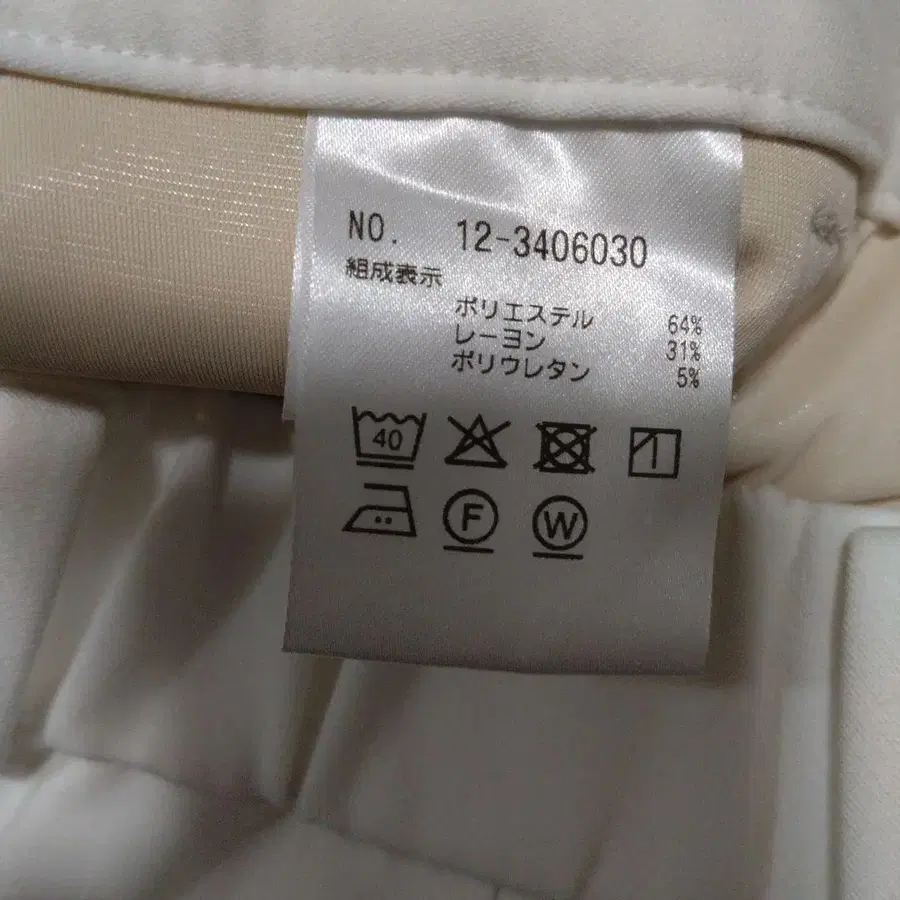 NO. 12-3406030
組成表示
ポリエステル 64%
レーヨン 31%
ポリウレタン 5%
40
F W